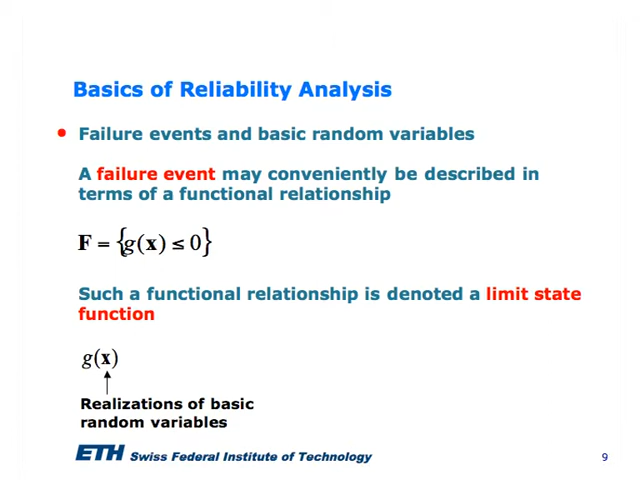 Basics of Reliability Analysis
• Failure events and basic random variables
A failure event may conveniently be described in
terms of a functional relationship
F = {g(x) ≤ 0}
Such a functional relationship is denoted a limit state
function
g(x)
Realizations of basic
random variables
ETH Swiss Federal Institute of Technology
9